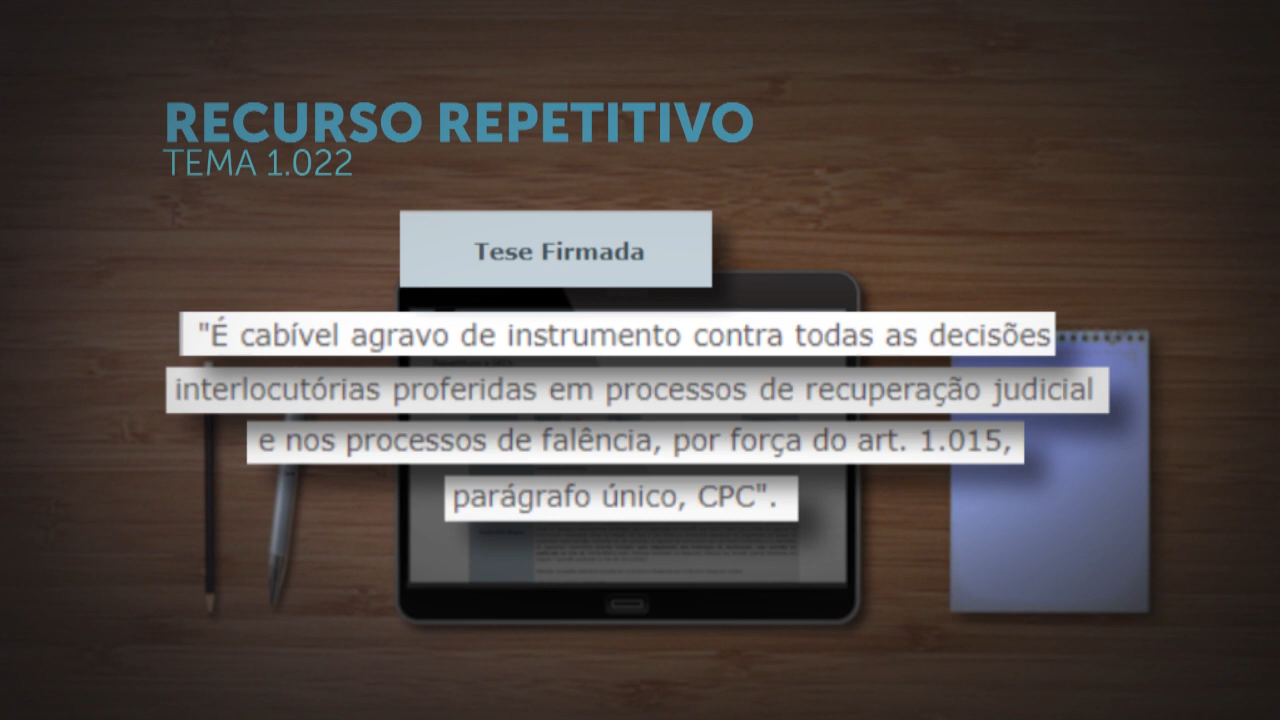 RECURSO REPETITIVO
TEMA 1.022
Tese Firmada
"É cabível agravo de instrumento contra todas as decisões
interlocutórias proferidas em processos de recuperação judicial
e nos processos de falência, por força do art. 1.015,
parágrafo único, CPC".